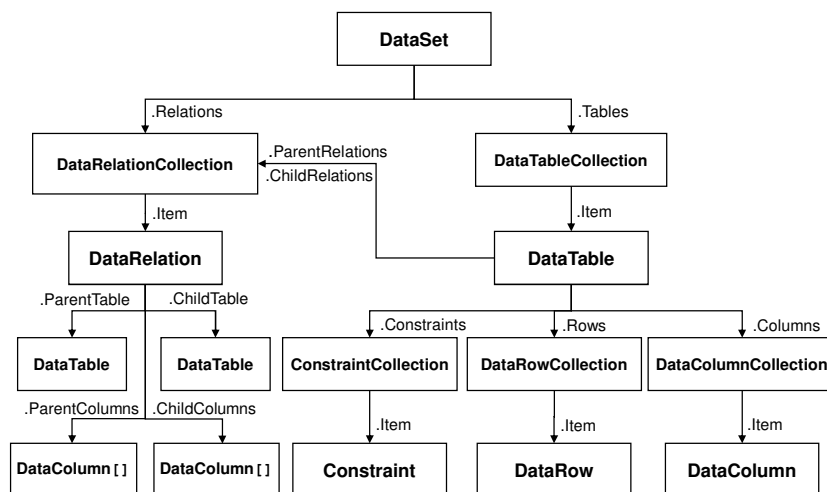 DataSet
.Relations
.Tables
DataRelationCollection
.ParentRelations
.ChildRelations
DataTableCollection
.Item
.Item
DataRelation
DataTable
.ParentTable
.ChildTable
.Constraints
.Rows
.Columns
DataTable
DataTable
ConstraintCollection
DataRowCollection
DataColumnCollection
.ParentColumns
.ChildColumns
.Item
.Item
.Item
DataColumn [ ]
DataColumn [ ]
Constraint
DataRow
DataColumn